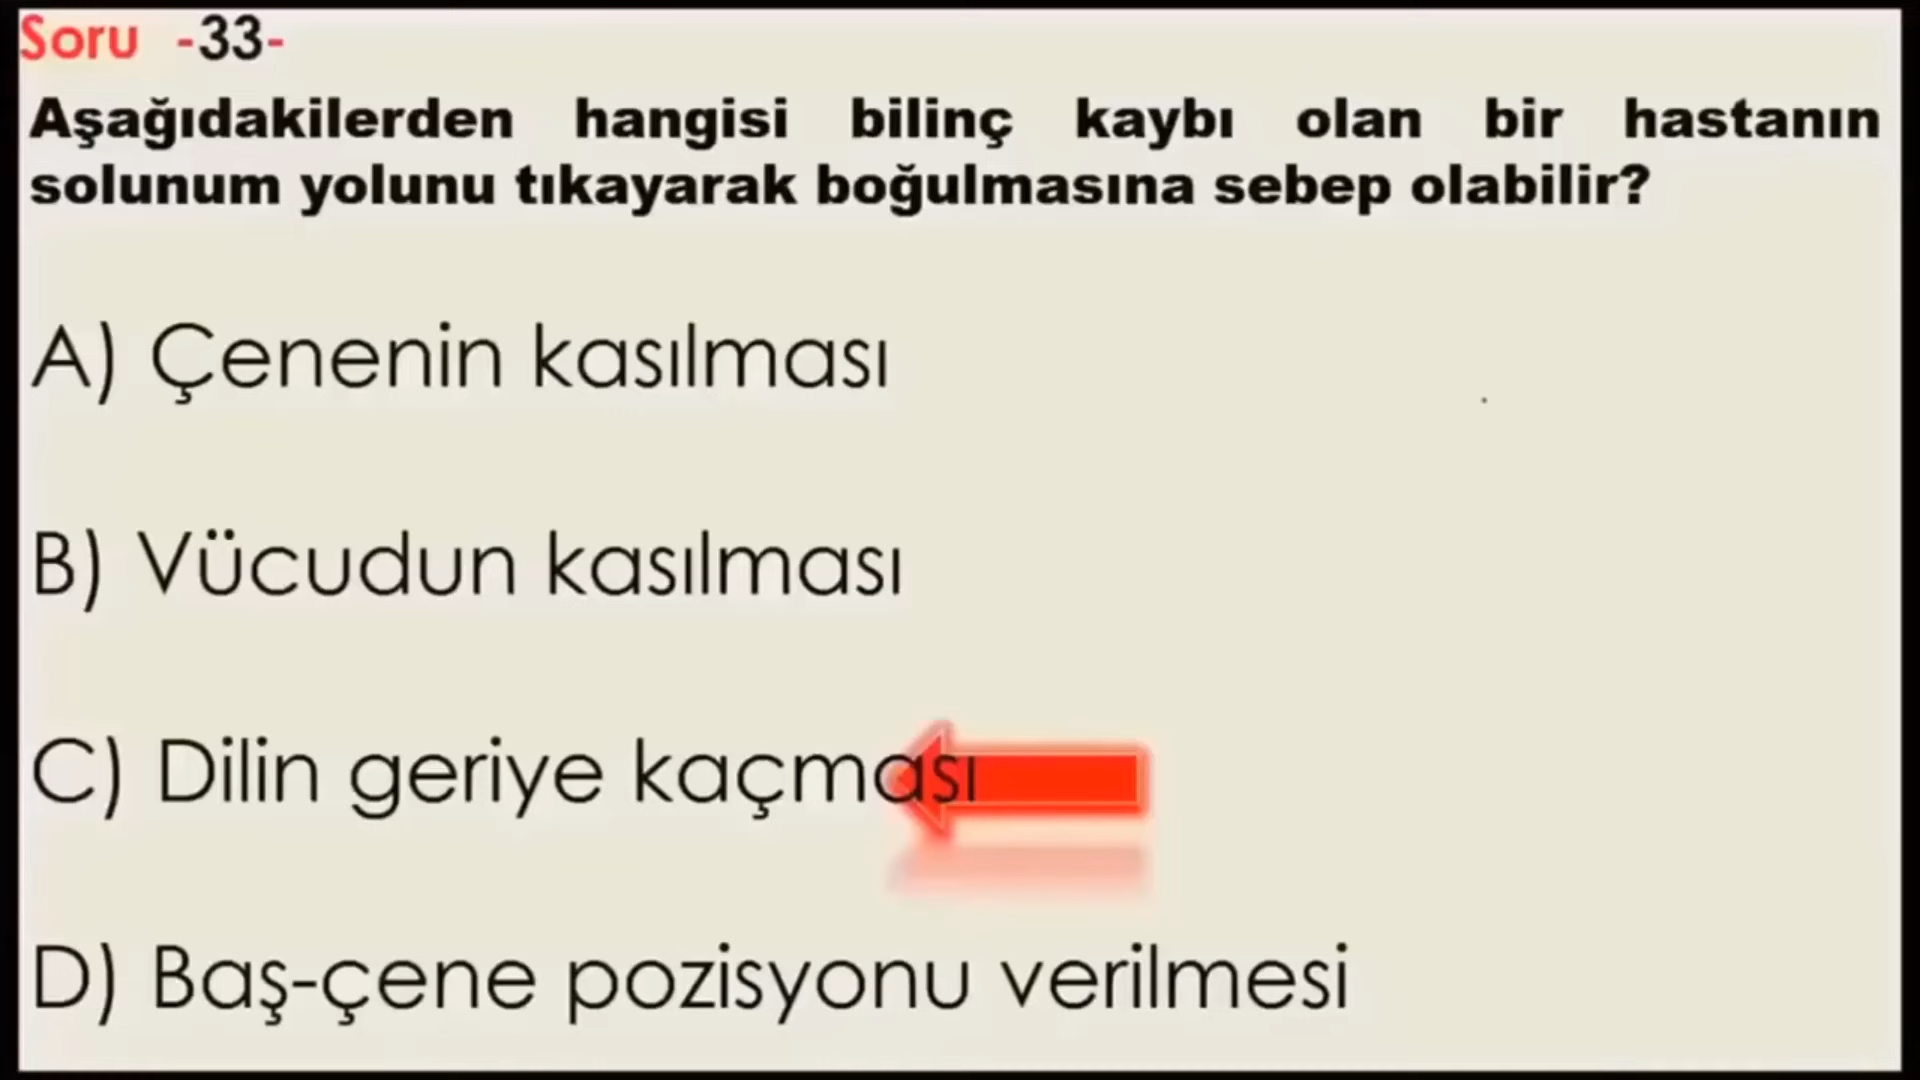 Soru -33-
Aşağıdakilerden hangisi bilinç kaybı olan bir hastanın
solunum yolunu tıkayarak boğulmasına sebep olabilir?
A) Çenenin kasılması
B) Vücudun kasılması
C) Dilin geriye kaçması
D) Baş-çene pozisyonu verilmesi